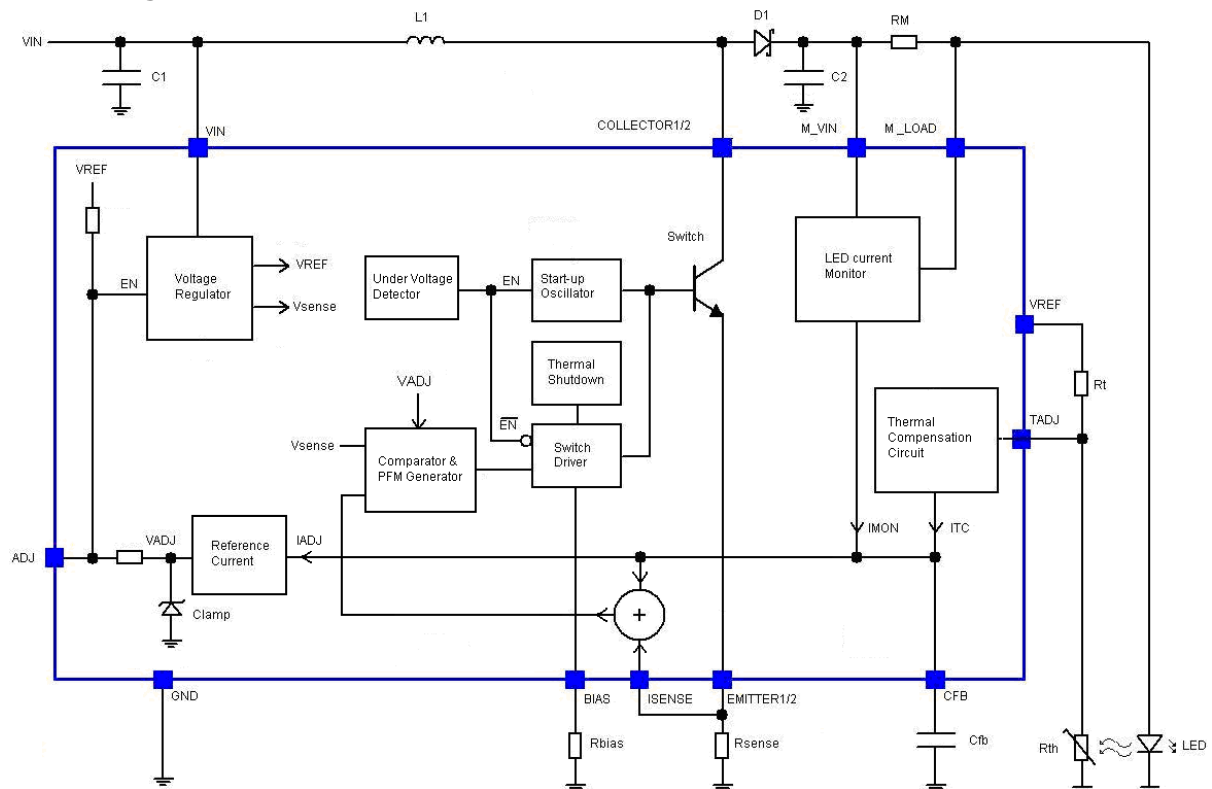 L1
D1
RM
VIN
C1
C2
VIN
COLLECTOR1/2
M_VIN
M _LOAD
VREF
Switch
EN
Voltage
Regulator
VREF
Vsense
Under Voltage
Detector
EN
Start-up
Oscillator
LED current
Monitor
VREF
Thermal
Shutdown
Rt
VADJ
EN
TADJ
Thermal
Compensation
Circuit
Vsense
Comparator &
PFM Generator
Switch
Driver
ADJ
VADJ
Reference
Current
IADJ
IMON
ITC
Clamp
+
GND
BIAS
ISENSE
EMITTER1/2
CFB
Rbias
Rsense
Cfb
Rth
LED